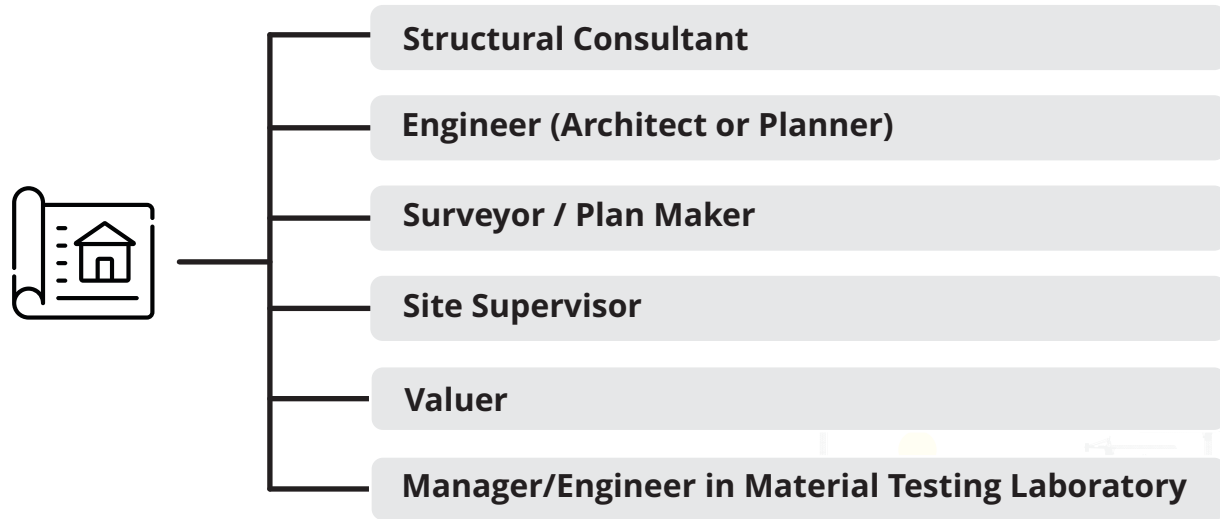 Structural Consultant
Engineer (Architect or Planner)
Surveyor / Plan Maker
Site Supervisor
Valuer
Manager/Engineer in Material Testing Laboratory